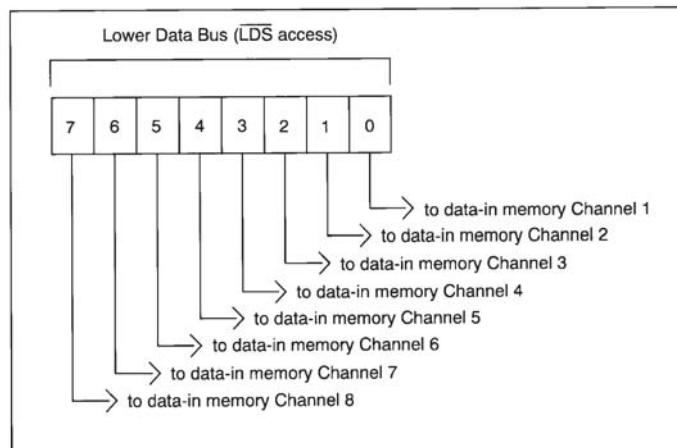 Lower Data Bus (LDS access)
7 6 5 4 3 2 1 0
to data-in memory Channel 1
to data-in memory Channel 2
to data-in memory Channel 3
to data-in memory Channel 4
to data-in memory Channel 5
to data-in memory Channel 6
to data-in memory Channel 7
to data-in memory Channel 8